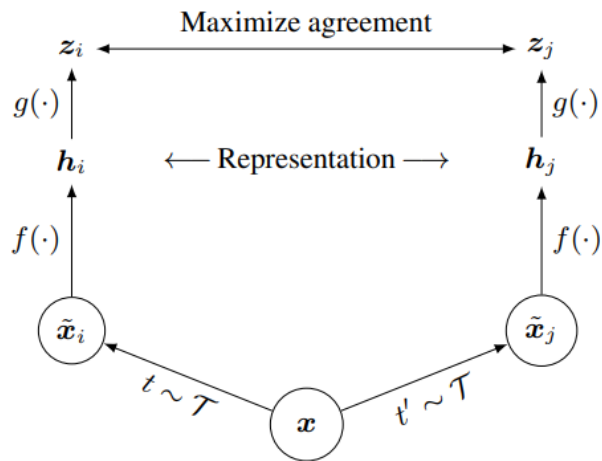 Maximize agreement
z_i z_j
g(·) g(·)
h_i ←— Representation —→ h_j
f(·) f(·)
x̃_i x̃_j
t ∼ 𝒯 t′ ∼ 𝒯
x